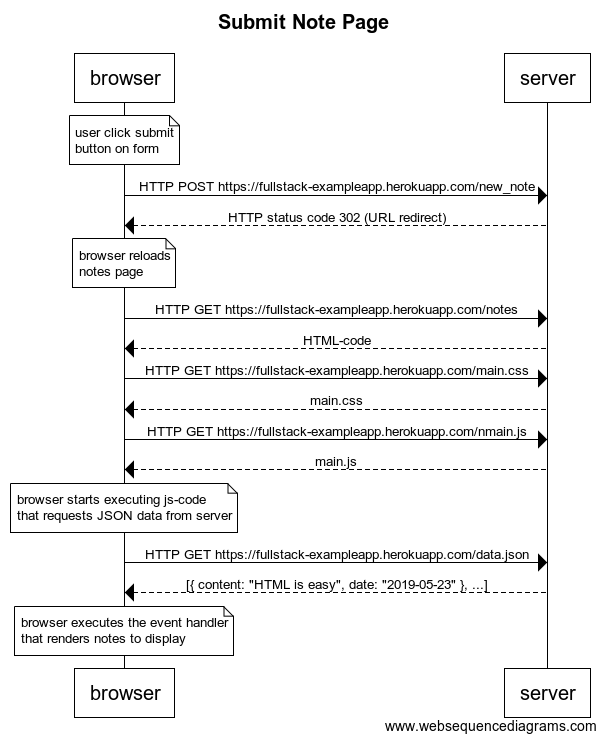 Submit Note Page
browser
server
user click submit
button on form
HTTP POST https://fullstack-exampleapp.herokuapp.com/new_note
HTTP status code 302 (URL redirect)
browser reloads
notes page
HTTP GET https://fullstack-exampleapp.herokuapp.com/notes
HTML-code
HTTP GET https://fullstack-exampleapp.herokuapp.com/main.css
main.css
HTTP GET https://fullstack-exampleapp.herokuapp.com/nmain.js
main.js
browser starts executing js-code
that requests JSON data from server
HTTP GET https://fullstack-exampleapp.herokuapp.com/data.json
[{ content: "HTML is easy", date: "2019-05-23" }, ...]
browser executes the event handler
that renders notes to display
browser
server
www.websequencediagrams.com